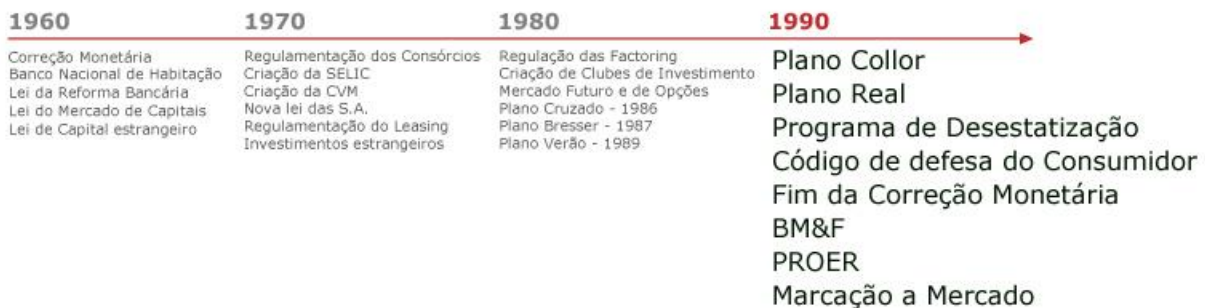 1960
Correção Monetária
Banco Nacional de Habitação
Lei da Reforma Bancária
Lei do Mercado de Capitais
Lei de Capital estrangeiro
1970
Regulamentação dos Consórcios
Criação da SELIC
Criação da CVM
Nova lei das S.A.
Regulamentação do Leasing
Investimentos estrangeiros
1980
Regulação das Factoring
Criação de Clubes de Investimento
Mercado Futuro e de Opções
Plano Cruzado - 1986
Plano Bresser - 1987
Plano Verão - 1989
1990
Plano Collor
Plano Real
Programa de Desestatização
Código de defesa do Consumidor
Fim da Correção Monetária
BM&F
PROER
Marcação a Mercado